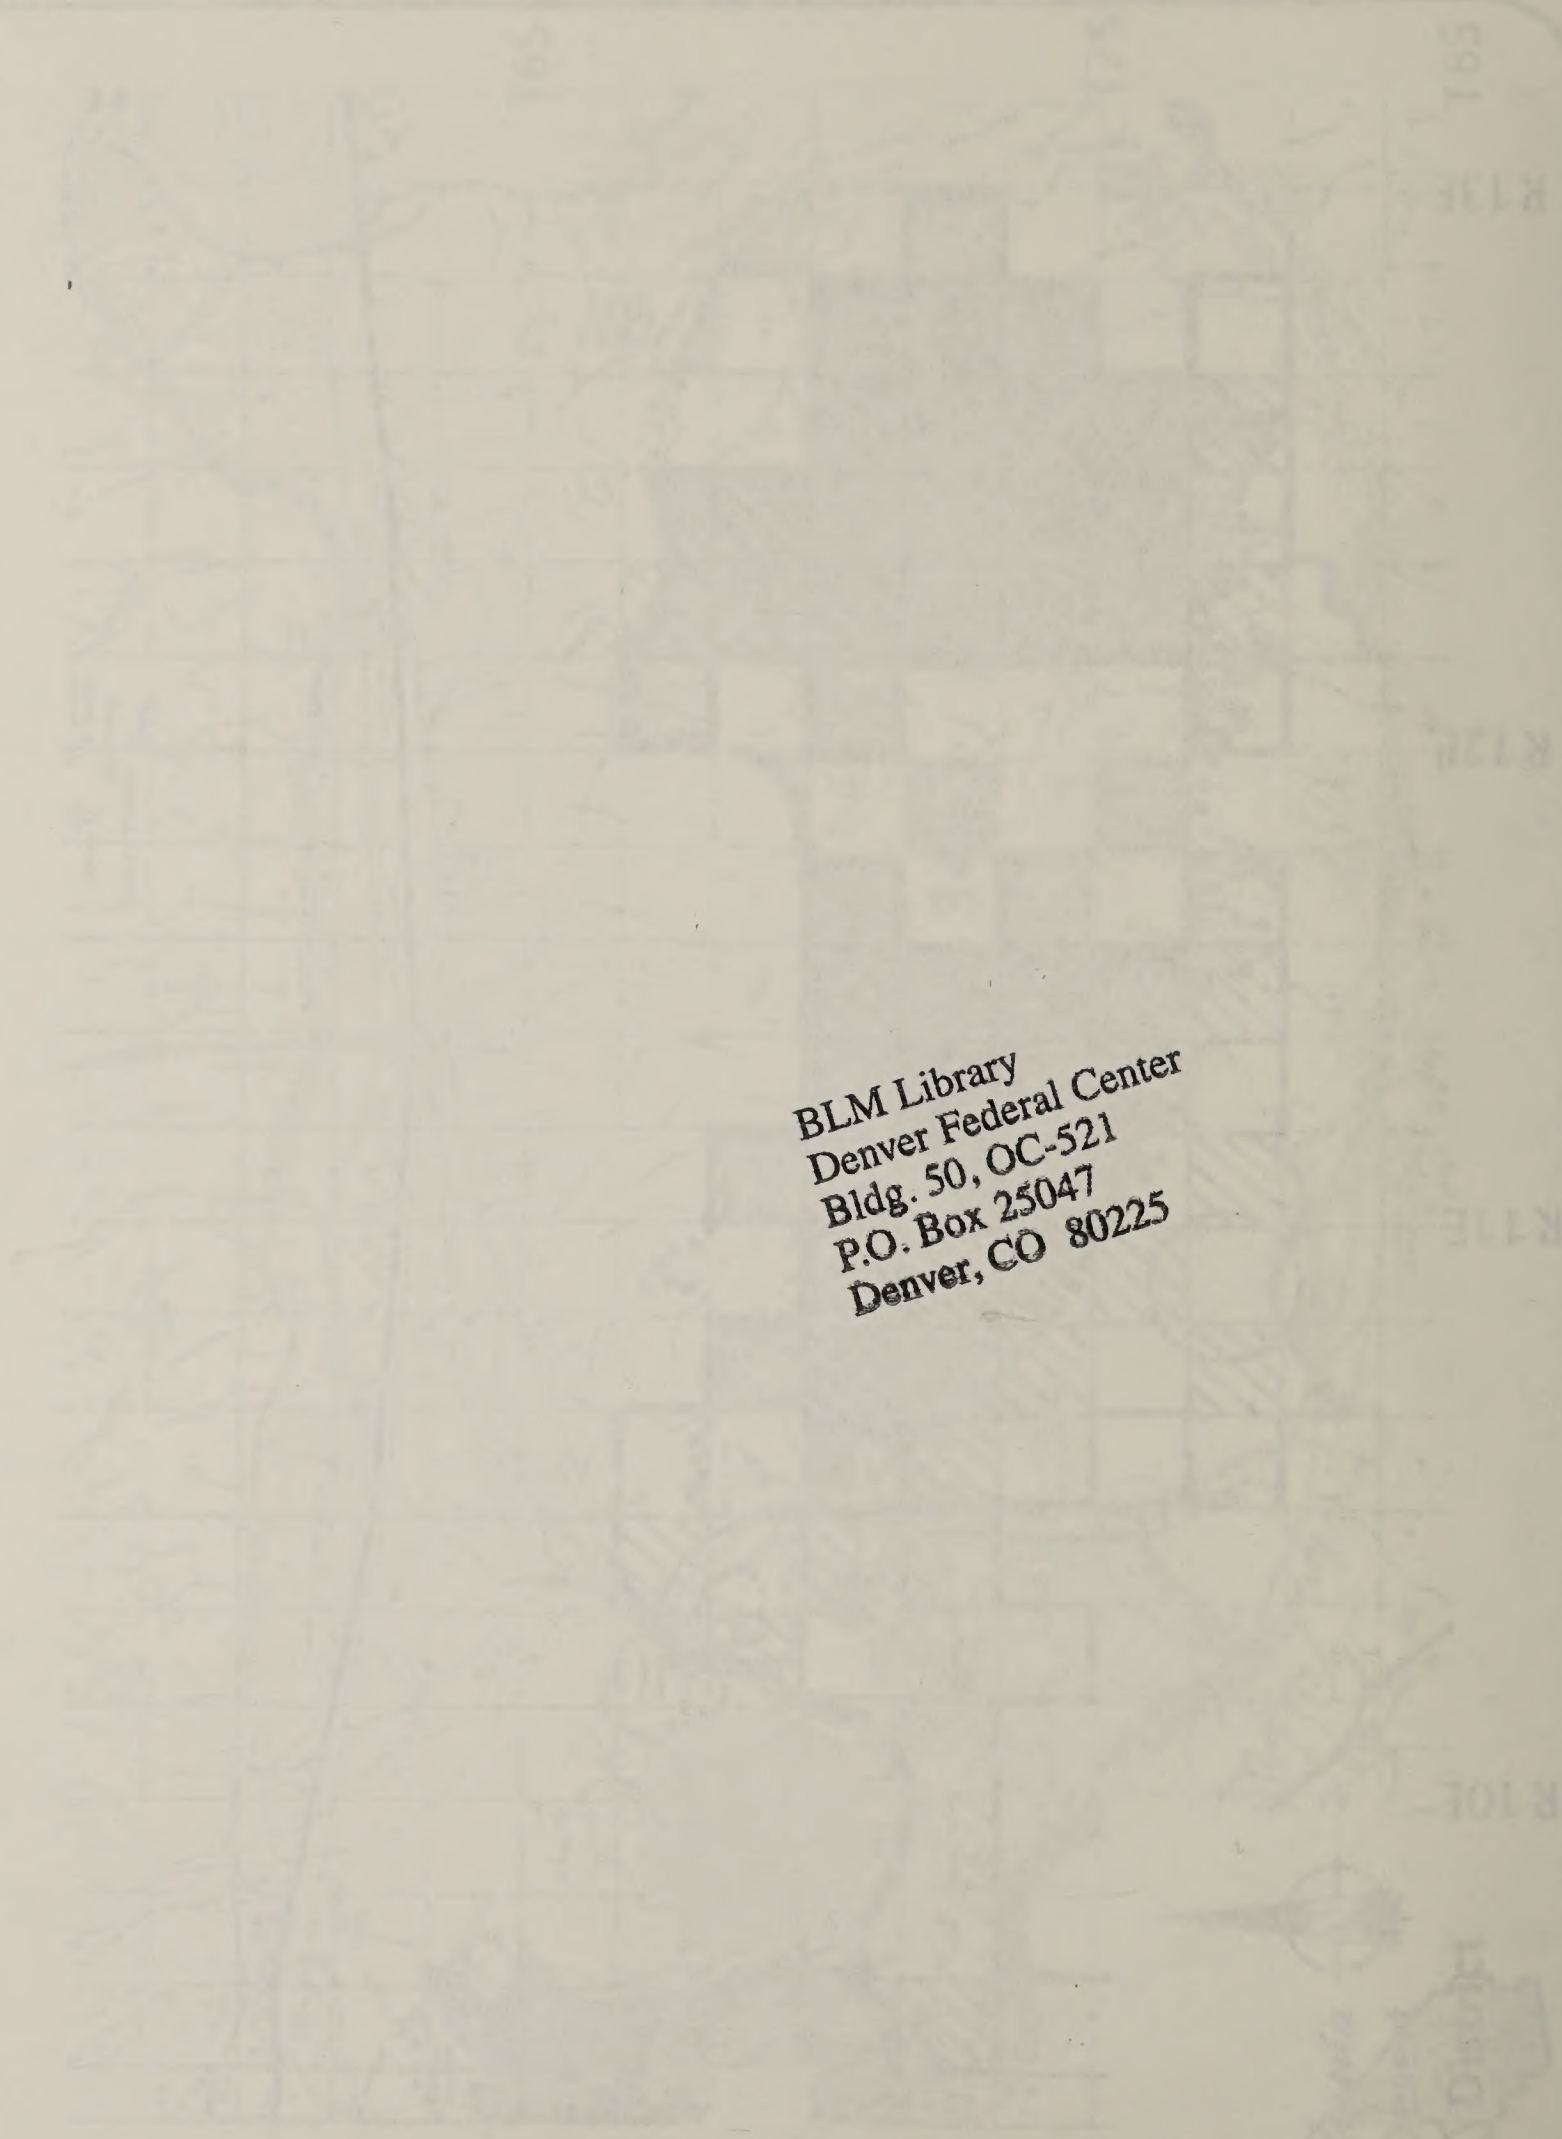 BLM Library
Denver Federal Center
Bldg. 50, OC-521
P.O. Box 25047
Denver, CO 80225